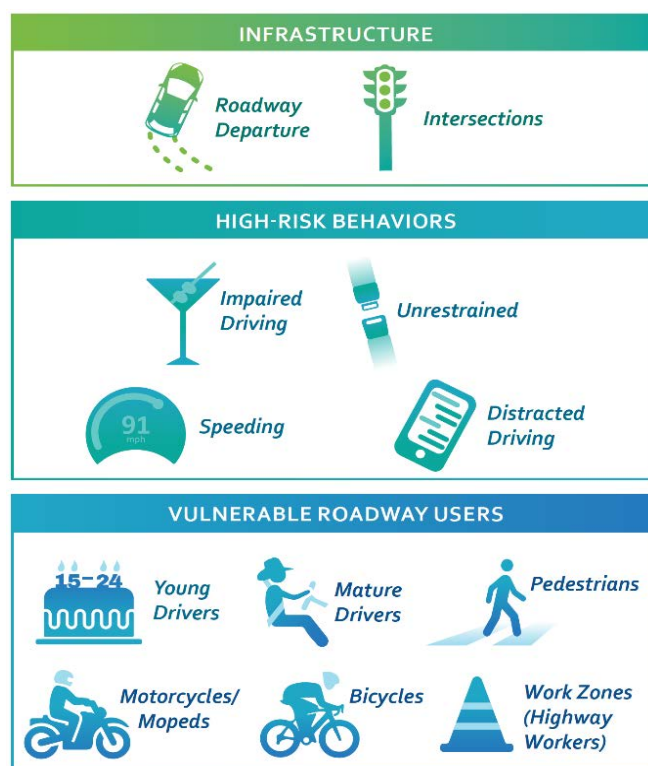 INFRASTRUCTURE
Roadway
Departure
Intersections
HIGH-RISK BEHAVIORS
Impaired
Driving
Unrestrained
91
mph
Speeding
Distracted
Driving
VULNERABLE ROADWAY USERS
15-24
Young
Drivers
Mature
Drivers
Pedestrians
Motorcycles/
Mopeds
Bicycles
Work Zones
(Highway
Workers)